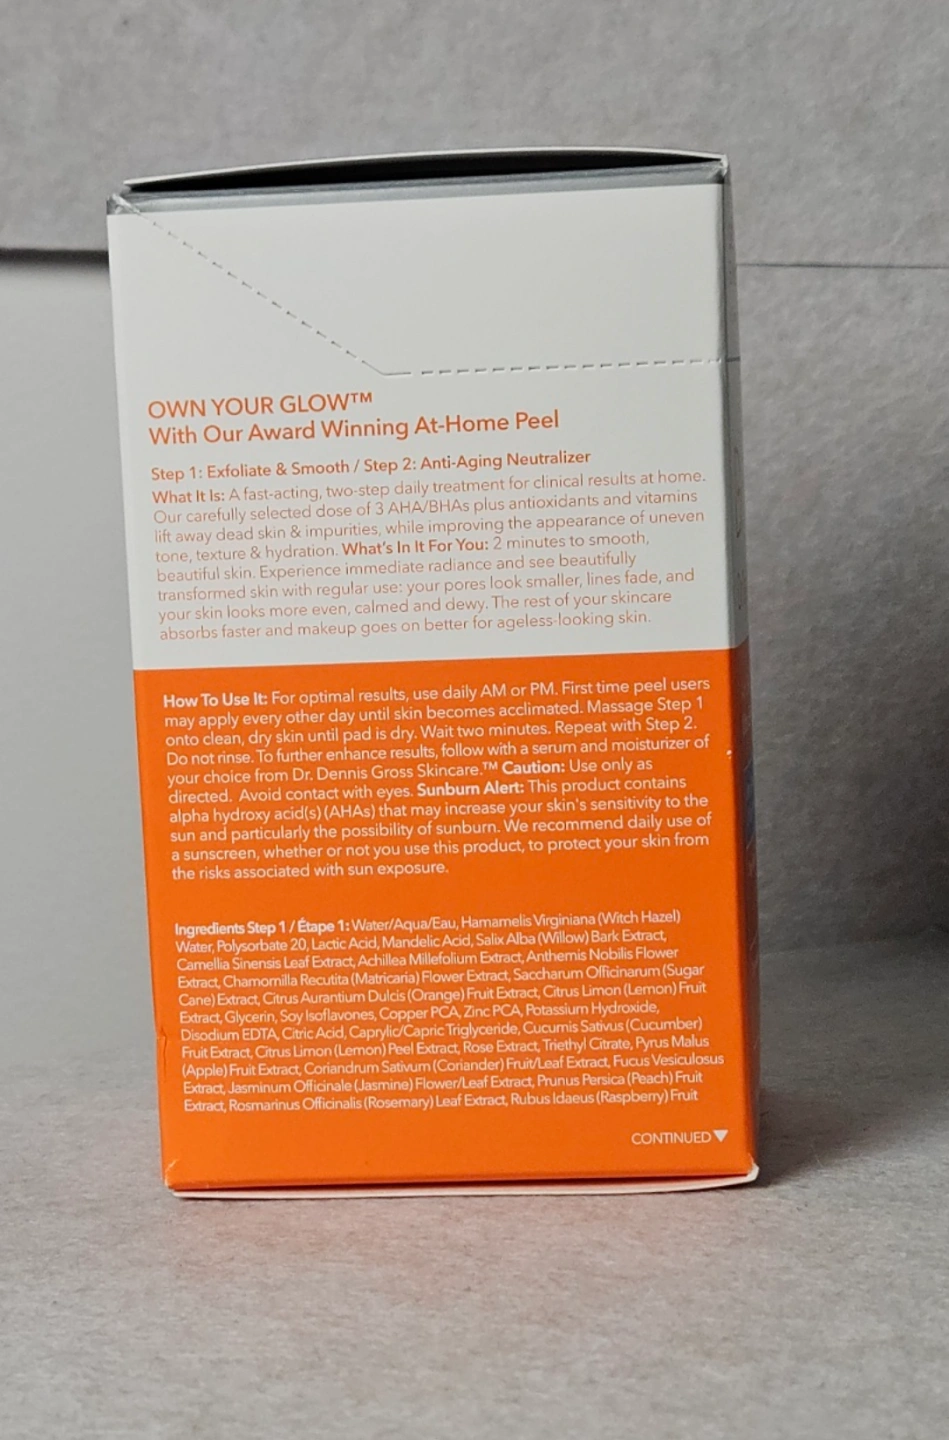 OWN YOUR GLOW™
With Our Award Winning At-Home Peel
Step 1: Exfoliate & Smooth / Step 2: Anti-Aging Neutralizer
What It Is: A fast-acting, two-step daily treatment for clinical results at home.
Our carefully selected dose of 3 AHA/BHAs plus antioxidants and vitamins
lift away dead skin & impurities, while improving the appearance of uneven
tone, texture & hydration. What's In It For You: 2 minutes to smooth,
beautiful skin. Experience immediate radiance and see beautifully
transformed skin with regular use: your pores look smaller, lines fade, and
your skin looks more even, calmed and dewy. The rest of your skincare
absorbs faster and makeup goes on better for ageless-looking skin.
How To Use It: For optimal results, use daily AM or PM. First time peel users
may apply every other day until skin becomes acclimated. Massage Step 1
onto clean, dry skin until pad is dry. Wait two minutes. Repeat with Step 2.
Do not rinse. To further enhance results, follow with a serum and moisturizer of
your choice from Dr. Dennis Gross Skincare.™ Caution: Use only as
directed. Avoid contact with eyes. Sunburn Alert: This product contains
alpha hydroxy acid(s) (AHAs) that may increase your skin's sensitivity to the
sun and particularly the possibility of sunburn. We recommend daily use of
a sunscreen, whether or not you use this product, to protect your skin from
the risks associated with sun exposure.
Ingredients Step 1 / Étape 1: Water/Aqua/Eau, Hamamelis Virginiana (Witch Hazel)
Water, Polysorbate 20, Lactic Acid, Mandelic Acid, Salix Alba (Willow) Bark Extract,
Camellia Sinensis Leaf Extract, Achillea Millefolium Extract, Anthemis Nobilis Flower
Extract, Chamomilla Recutita (Matricaria) Flower Extract, Saccharum Officinarum (Sugar
Cane) Extract, Citrus Aurantium Dulcis (Orange) Fruit Extract, Citrus Limon (Lemon) Fruit
Extract, Glycerin, Soy Isoflavones, Copper PCA, Zinc PCA, Potassium Hydroxide,
Disodium EDTA, Citric Acid, Caprylic/Capric Triglyceride, Cucumis Sativus (Cucumber)
Fruit Extract, Citrus Limon (Lemon) Peel Extract, Rose Extract, Triethyl Citrate, Pyrus Malus
(Apple) Fruit Extract, Coriandrum Sativum (Coriander) Fruit/Leaf Extract, Fucus Vesiculosus
Extract, Jasminum Officinale (Jasmine) Flower/Leaf Extract, Prunus Persica (Peach) Fruit
Extract, Rosmarinus Officinalis (Rosemary) Leaf Extract, Rubus Idaeus (Raspberry) Fruit
CONTINUED▼